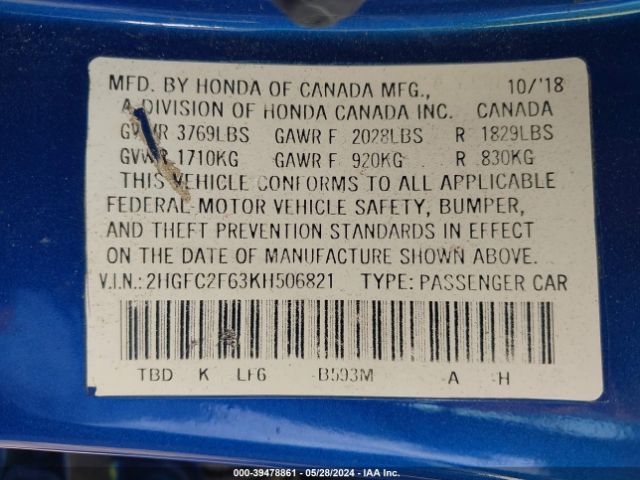 MFD. BY HONDA OF CANADA MFG., 10/'18
A DIVISION OF HONDA CANADA INC. CANADA
GVWR 3769LBS GAWR F 2028LBS R 1829LBS
GVWR 1710KG GAWR F 920KG R 830KG
THIS VEHICLE CONFORMS TO ALL APPLICABLE
FEDERAL MOTOR VEHICLE SAFETY, BUMPER,
AND THEFT PREVENTION STANDARDS IN EFFECT
ON THE DATE OF MANUFACTURE SHOWN ABOVE.
V.I.N.: 2HGFC2F63KH506821 TYPE: PASSENGER CAR
TBD K LF6 B593M A H
000-39478861 | 05/28/2024 | IAA Inc.